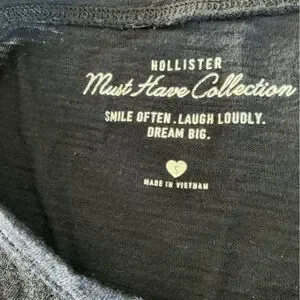 HOLLISTER
Must Have Collection
SMILE OFTEN. LAUGH LOUDLY.
DREAM BIG.
S
MADE IN VIETNAM